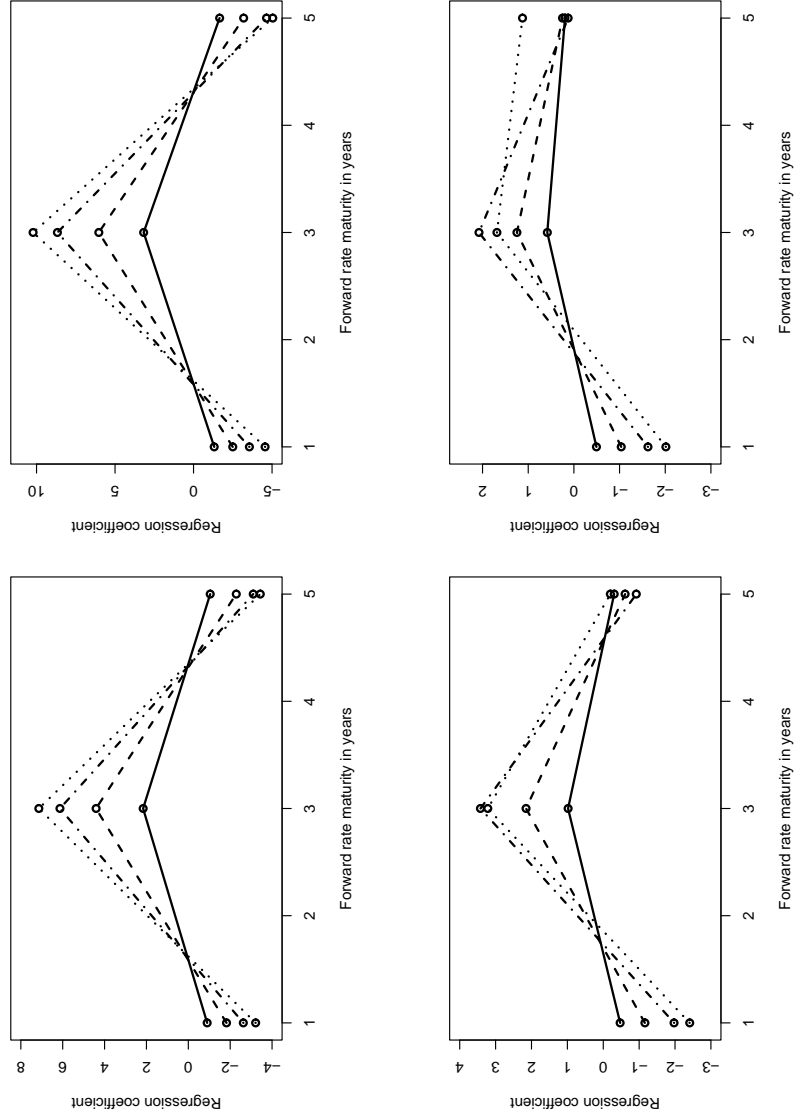 Regression coefficient
−4 −2 0 2 4 6 8
1 2 3 4 5
Forward rate maturity in years
Regression coefficient
−5 0 5 10
1 2 3 4 5
Forward rate maturity in years
Regression coefficient
−3 −2 −1 0 1 2 3 4
1 2 3 4 5
Forward rate maturity in years
Regression coefficient
−3 −2 −1 0 1 2
1 2 3 4 5
Forward rate maturity in years